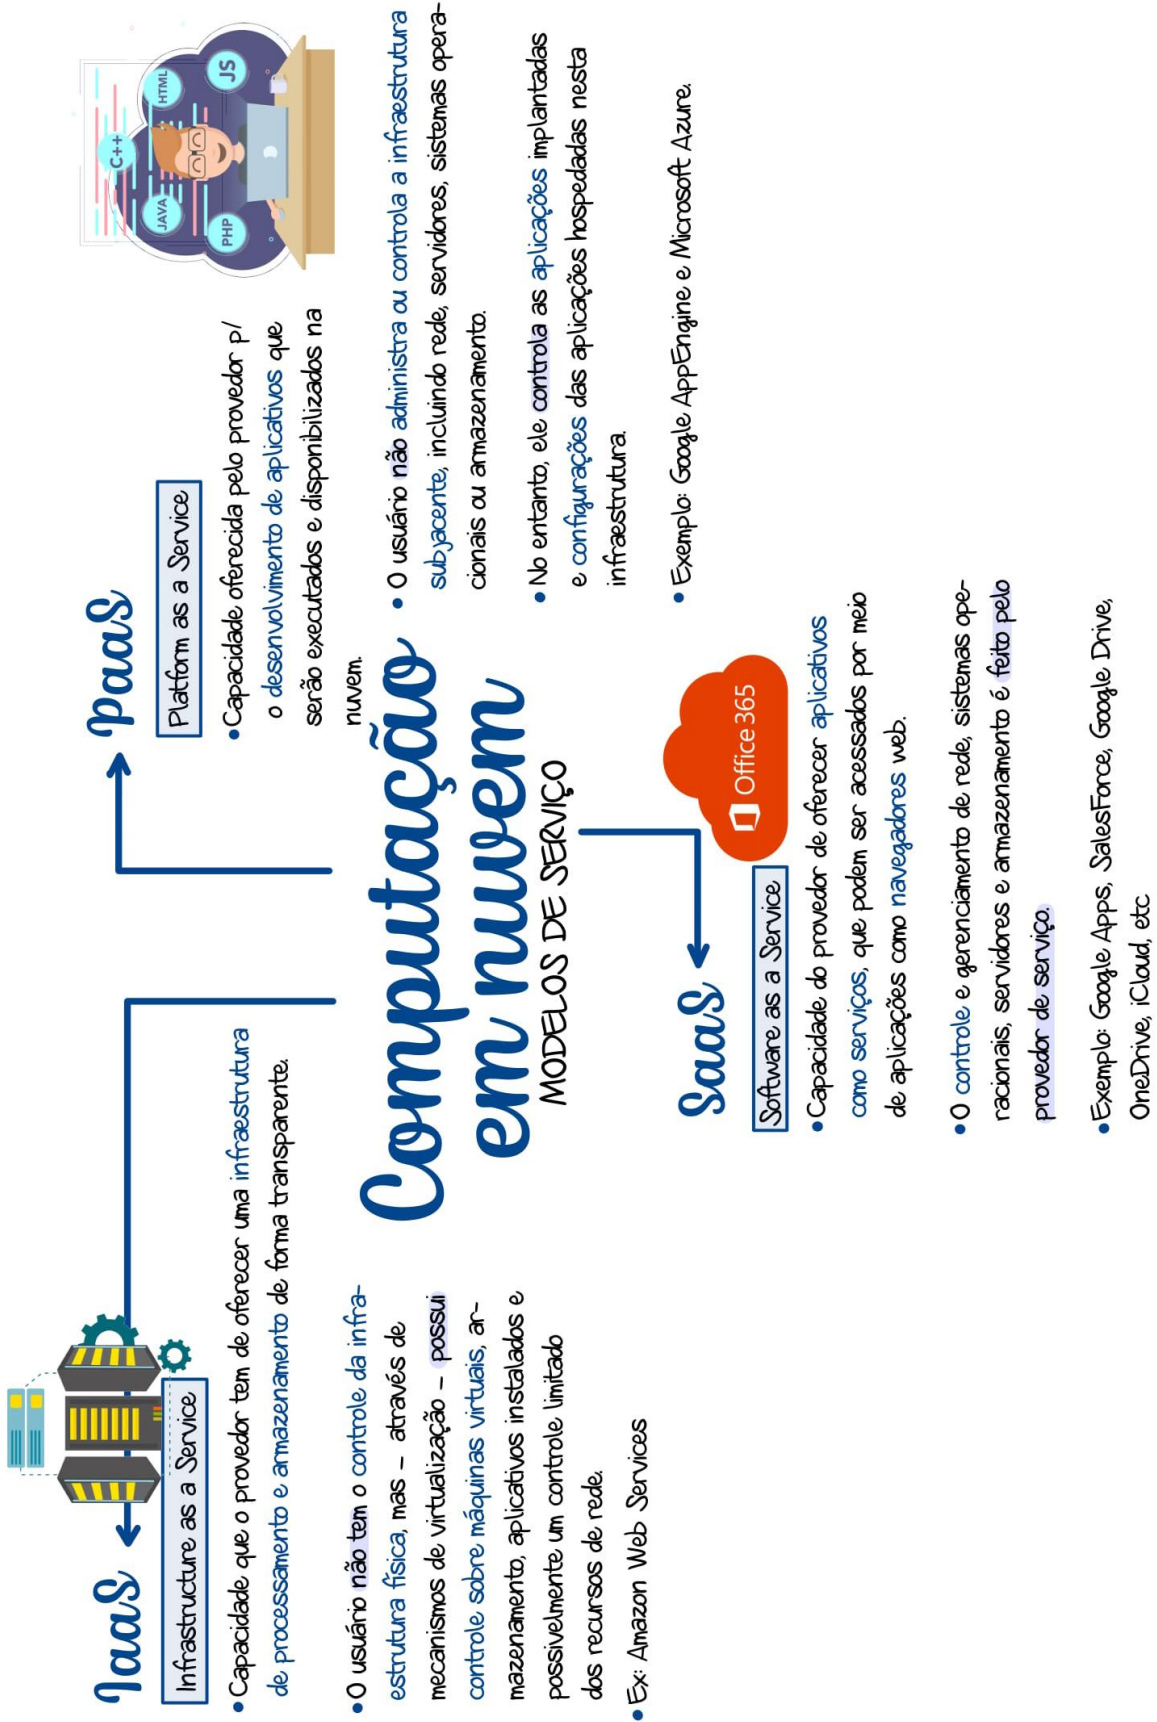 Computação
em nuvem
MODELOS DE SERVIÇO
IaaS
Infrastructure as a Service
• Capacidade que o provedor tem de oferecer uma infraestrutura
de processamento e armazenamento de forma transparente.
• O usuário não tem o controle da infra-
estrutura física, mas - através de
mecanismos de virtualização - possui
controle sobre máquinas virtuais, ar-
mazenamento, aplicativos instalados e
possivelmente um controle limitado
dos recursos de rede.
• Ex: Amazon Web Services
PaaS
Platform as a Service
• Capacidade oferecida pelo provedor p/
o desenvolvimento de aplicativos que
serão executados e disponibilizados na
nuvem.
C++
HTML
JAVA
JS
PHP
• O usuário não administra ou controla a infraestrutura
subjacente, incluindo rede, servidores, sistemas opera-
cionais ou armazenamento.
• No entanto, ele controla as aplicações implantadas
e configurações das aplicações hospedadas nesta
infraestrutura.
• Exemplo: Google AppEngine e Microsoft Azure.
SaaS
Software as a Service
Office 365
• Capacidade do provedor de oferecer aplicativos
como serviços, que podem ser acessados por meio
de aplicações como navegadores web.
• O controle e gerenciamento de rede, sistemas ope-
racionais, servidores e armazenamento é feito pelo
provedor de serviço.
• Exemplo: Google Apps, SalesForce, Google Drive,
OneDrive, iCloud, etc